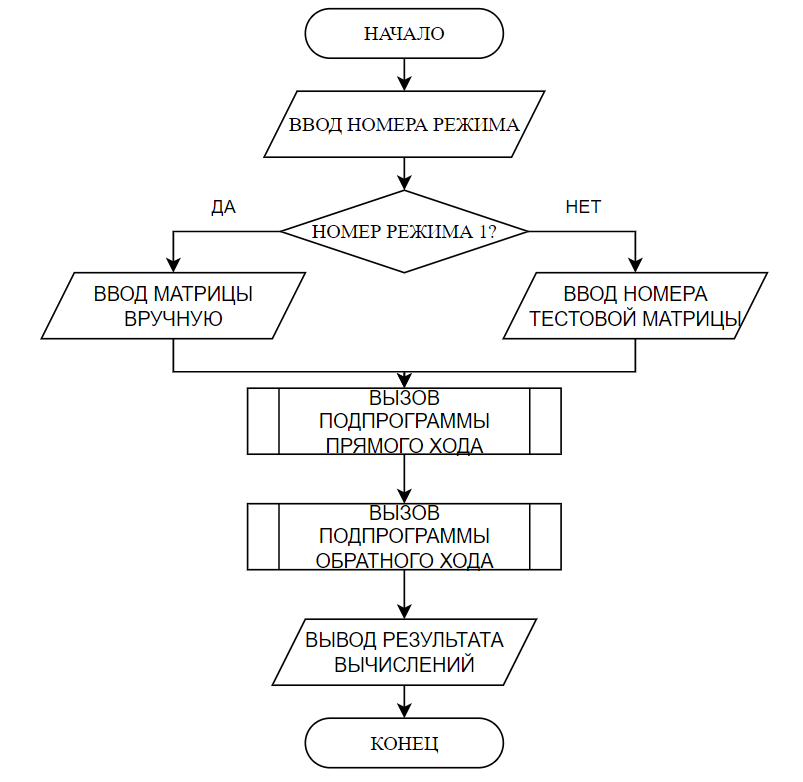 НАЧАЛО
ВВОД НОМЕРА РЕЖИМА
ДА
НЕТ
НОМЕР РЕЖИМА 1?
ВВОД МАТРИЦЫ
ВРУЧНУЮ
ВВОД НОМЕРА
ТЕСТОВОЙ МАТРИЦЫ
ВЫЗОВ
ПОДПРОГРАММЫ
ПРЯМОГО ХОДА
ВЫЗОВ
ПОДПРОГРАММЫ
ОБРАТНОГО ХОДА
ВЫВОД РЕЗУЛЬТАТА
ВЫЧИСЛЕНИЙ
КОНЕЦ